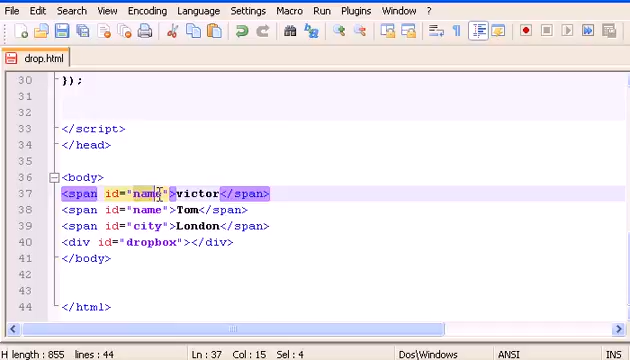 File Edit Search View Encoding Language Settings Macro Run Plugins Window ?
drop.html
30 });
31
32
33 </script>
34 </head>
35
36 <body>
37 <span id="name">victor</span>
38 <span id="name">Tom</span>
39 <span id="city">London</span>
40 <div id="dropbox"></div>
41 </body>
42
43
44 </html>
H length : 855 lines : 44 Ln : 37 Col : 15 Sel : 4 Dos\Windows ANSI INS